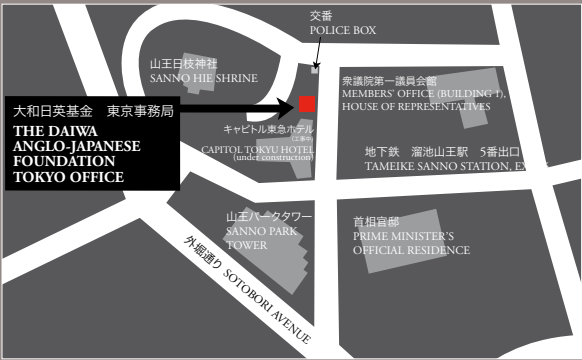 交番
POLICE BOX
山王日枝神社
SANNO HIE SHRINE
衆議院第一議員会館
MEMBERS' OFFICE (BUILDING 1),
HOUSE OF REPRESENTATIVES
大和日英基金 東京事務局
THE DAIWA
ANGLO-JAPANESE
FOUNDATION
TOKYO OFFICE
キャピトル東急ホテル
(工事中)
CAPITOL TOKYU HOTEL
(under construction)
地下鉄 溜池山王駅 5番出口
TAMEIKE SANNO STATION,
山王パークタワー
SANNO PARK
TOWER
首相官邸
PRIME MINISTER'S
OFFICIAL RESIDENCE
外堀通り SOTOBORI AVENUE